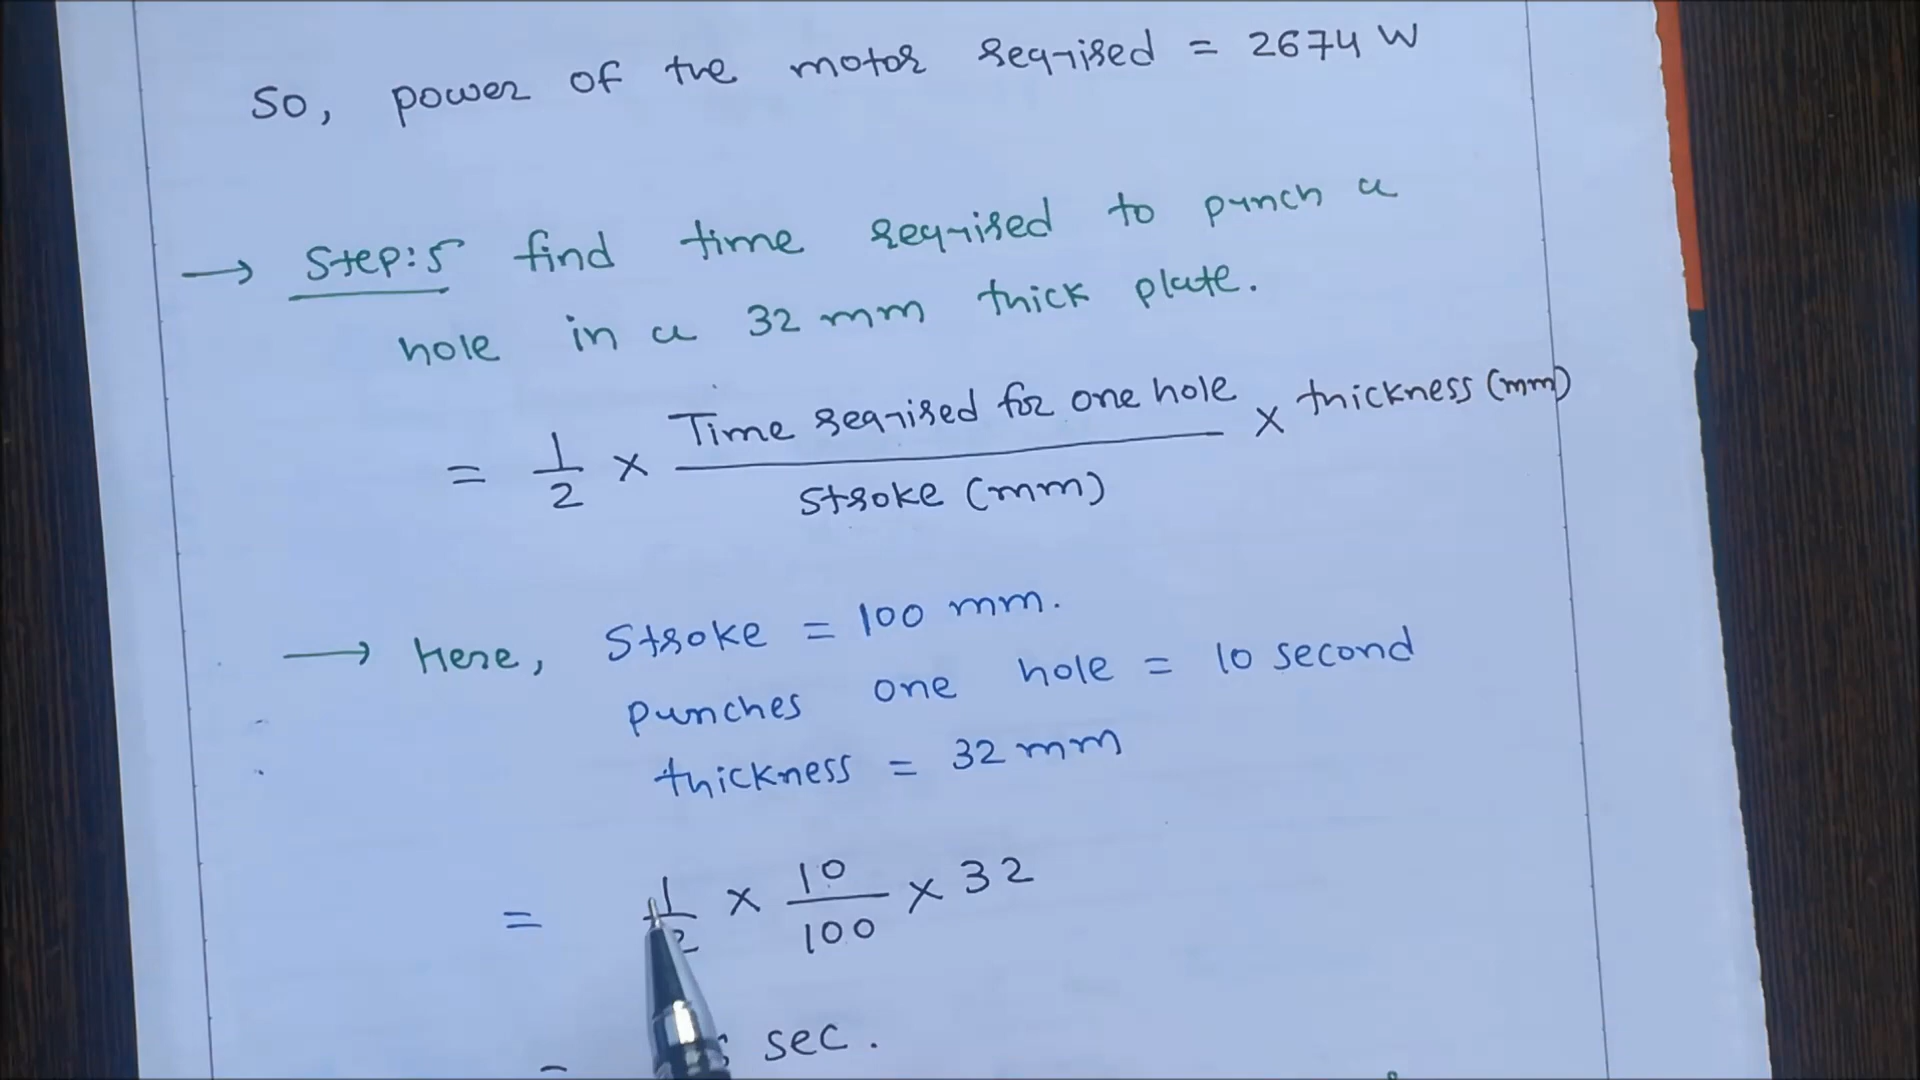 So, power of the motor required = 2674 W
→ Step:5 find time required to punch a
hole in a 32 mm thick plate.
= 1/2 × Time required for one hole / Stroke (mm) × thickness (mm)
→ Here, Stroke = 100 mm.
punches one hole = 10 second
thickness = 32 mm
= 1/2 × 10/100 × 32
= sec.